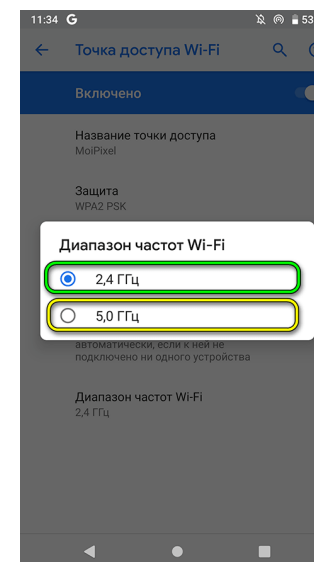 11:34 G 53
Точка доступа Wi-Fi
Включено
Название точки доступа
MoiPixel
Защита
WPA2 PSK
Диапазон частот Wi-Fi
2,4 ГГц
5,0 ГГц
автоматически, если к ней не
подключено ни одного устройства
Диапазон частот Wi-Fi
2,4 ГГц